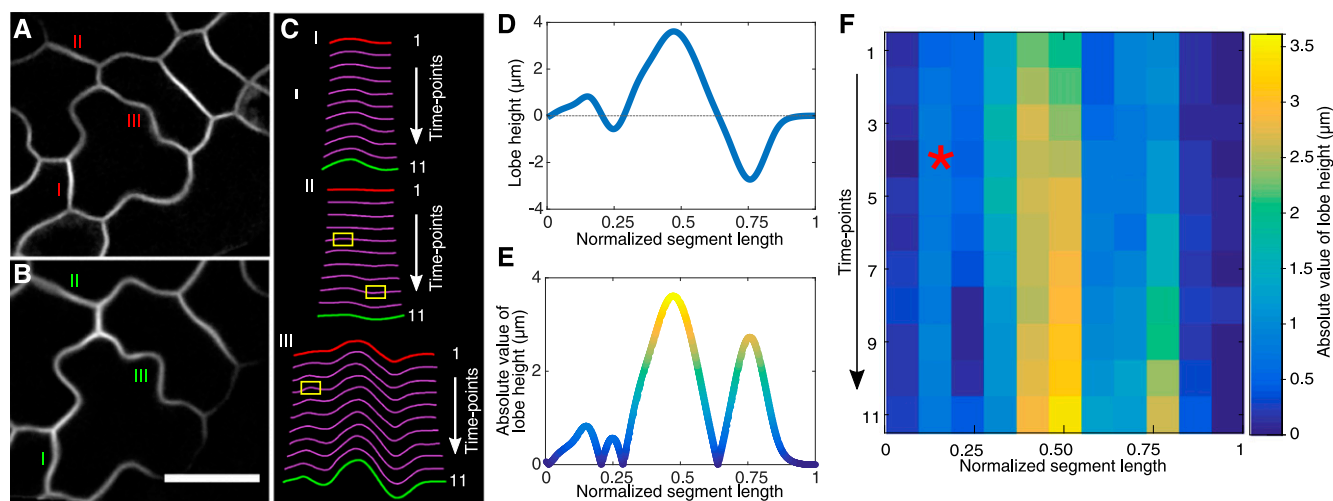 A
II
III
I
B
II
III
I
C
I
1
I
Time-points
11
II
1
Time-points
11
III
1
Time-points
11
D
Lobe height (µm)
4
2
0
-2
-4
0
0.25
0.5
0.75
1
Normalized segment length
E
Absolute value of
lobe height (µm)
4
2
0
0
0.25
0.5
0.75
1
Normalized segment length
F
Time-points
1
3
5
7
9
11
*
0
0.25
0.50
0.75
1
Normalized segment length
3.5
3
2.5
2
1.5
1
0.5
0
Absolute value of lobe height (µm)